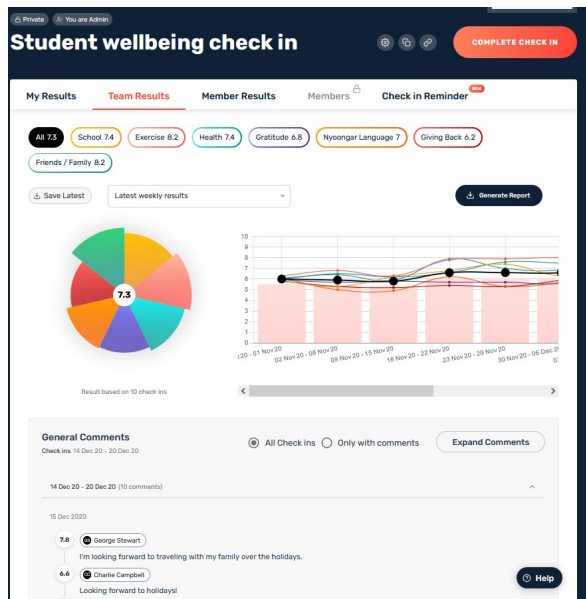 Private You are Admin
Student wellbeing check in
COMPLETE CHECK IN
My Results Team Results Member Results Members Check in Reminder NEW
All 7.3 School 7.4 Exercise 8.2 Health 7.4 Gratitude 6.8 Nyoongar Language 7 Giving Back 6.2
Friends / Family 8.2
Save Latest Latest weekly results Generate Report
10
9
8
7
6
5
4
3
2
1
0
7.3
t 20 - 01 Nov 20 02 Nov 20 - 08 Nov 20 09 Nov 20 - 15 Nov 20 16 Nov 20 - 22 Nov 20 23 Nov 20 - 29 Nov 20 30 Nov 20 - 06 Dec 2
07
Result based on 10 check ins
General Comments
Check ins 14 Dec 20 - 20 Dec 20
All Check ins Only with comments Expand Comments
14 Dec 20 - 20 Dec 20 (10 comments)
15 Dec 2020
7.8 GS George Stewart
I'm looking forward to traveling with my family over the holidays.
6.6 CC Charlie Campbell
Looking forward to holidays!
Help